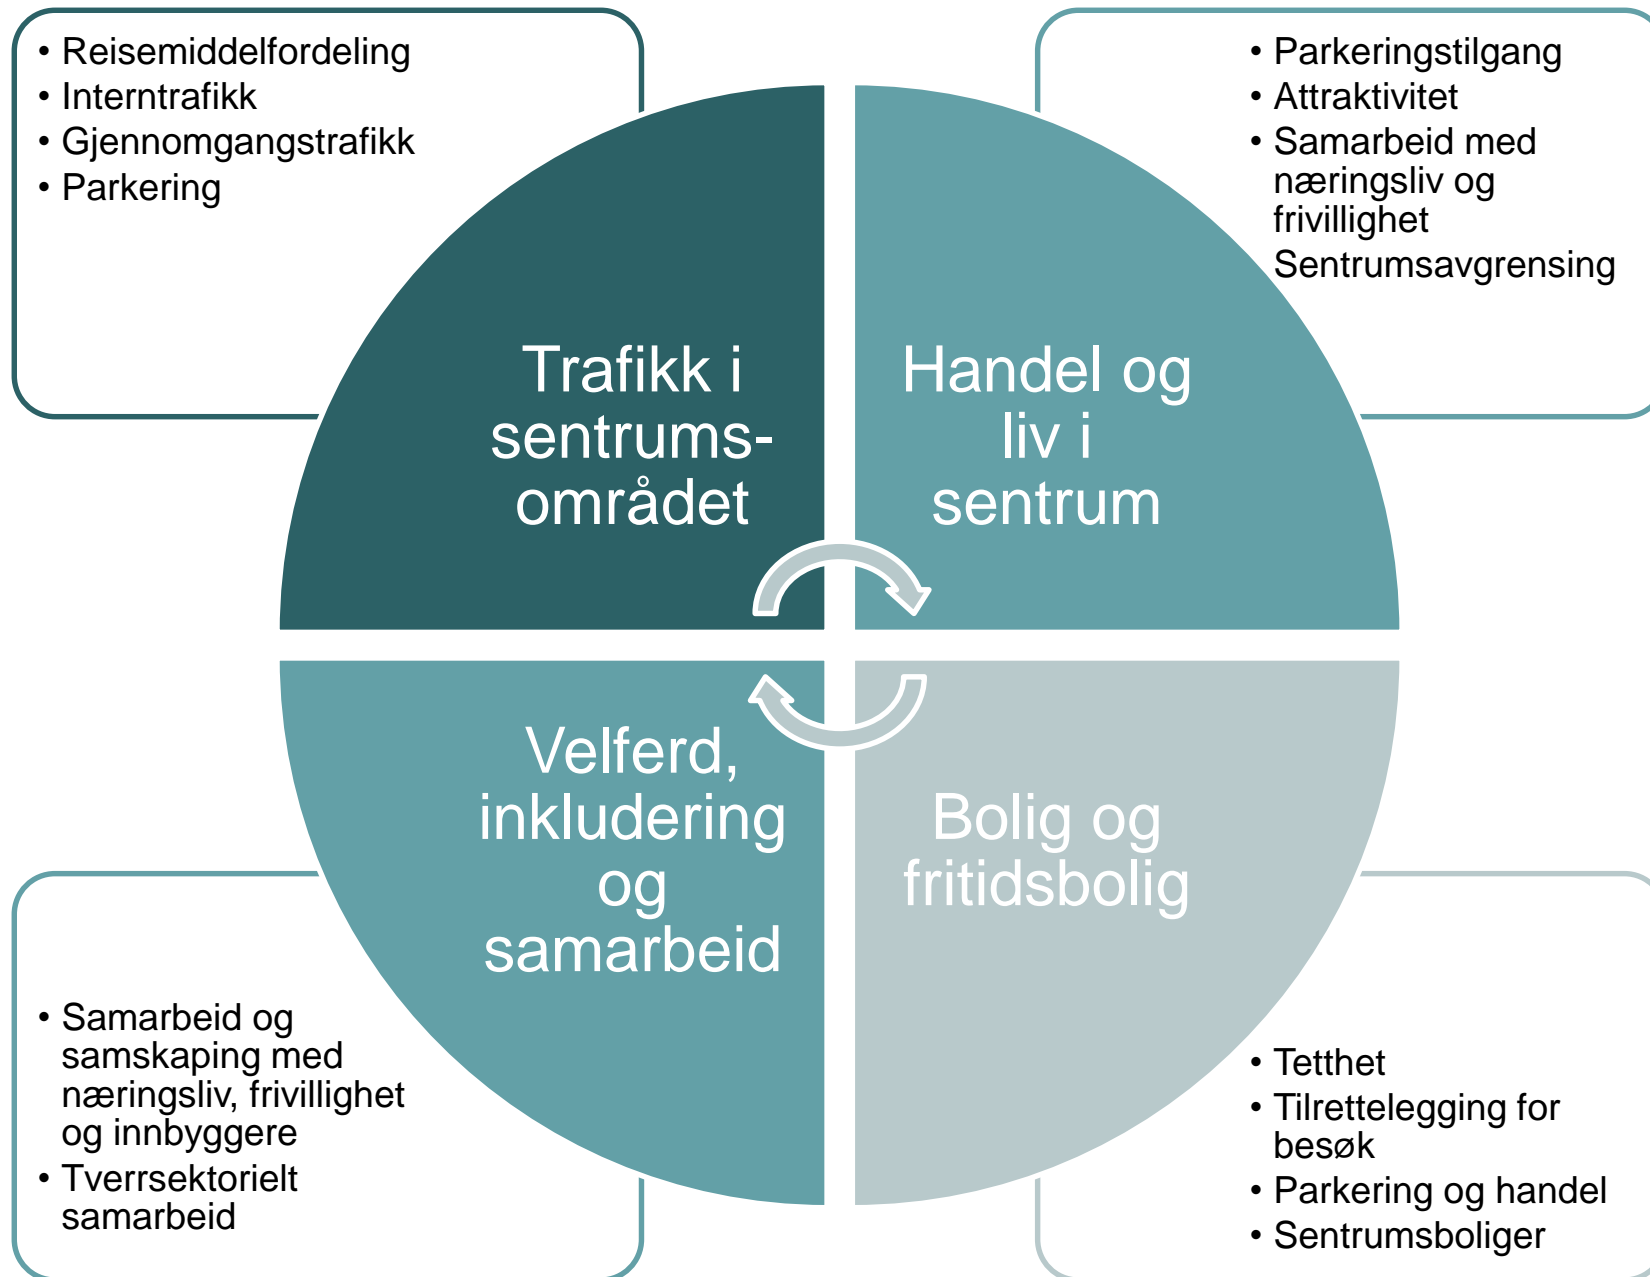 • Reisemiddelfordeling
• Interntrafikk
• Gjennomgangstrafikk
• Parkering
• Parkeringstilgang
• Attraktivitet
• Samarbeid med
næringsliv og
frivillighet
Sentrumsavgrensing
Trafikk i
sentrums-
området
Handel og
liv i
sentrum
Velferd,
inkludering
og
samarbeid
Bolig og
fritidsbolig
• Samarbeid og
samskaping med
næringsliv, frivillighet
og innbyggere
• Tverrsektorielt
samarbeid
• Tetthet
• Tilrettelegging for
besøk
• Parkering og handel
• Sentrumsboliger